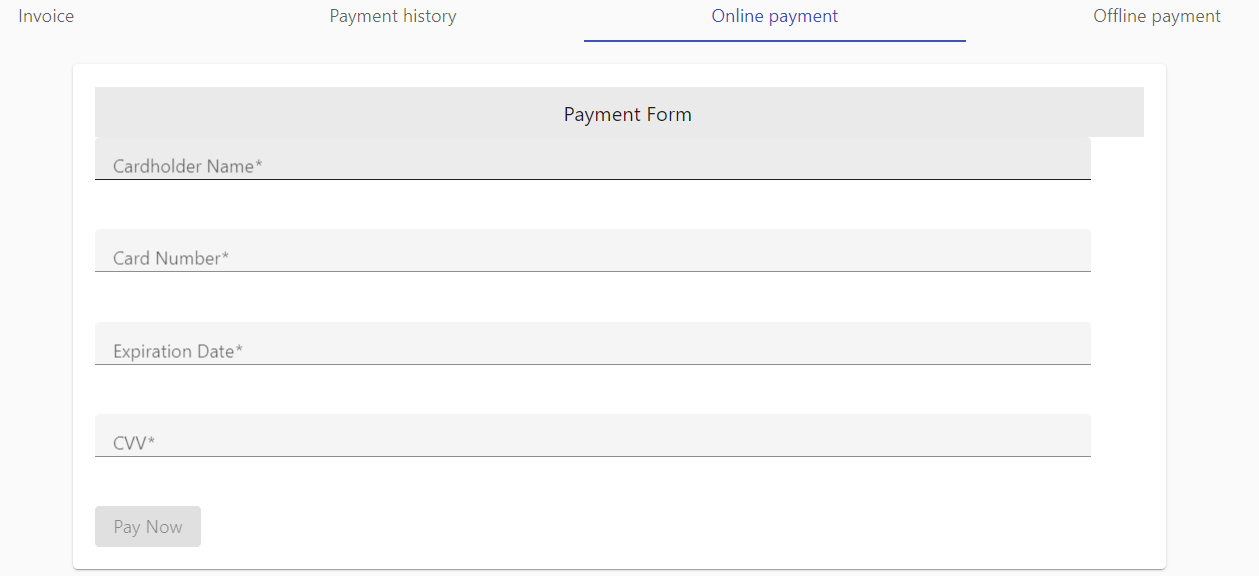 Invoice Payment history Online payment Offline payment
Payment Form
Cardholder Name*
Card Number*
Expiration Date*
CVV*
Pay Now